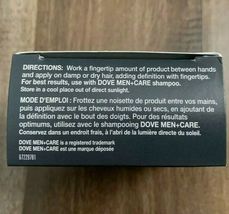 DIRECTIONS: Work a fingertip amount of product between hands
and apply on damp or dry hair, adding definition with fingertips.
For best results, use with DOVE MEN+CARE shampoo.
Store in a cool place out of direct sunlight.
MODE D'EMPLOI : Frottez une noisette de produit entre vos mains,
puis appliquez sur les cheveux humides ou secs, en ajoutant
de la définition avec le bout des doigts. Pour des résultats
optimums, utilisez avec le shampooing DOVE MEN+CARE.
Conservez dans un endroit frais, à l'abri de la lumière directe du soleil.
DOVE MEN+CARE is a registered trademark
DOVE MEN+CARE est une marque déposée